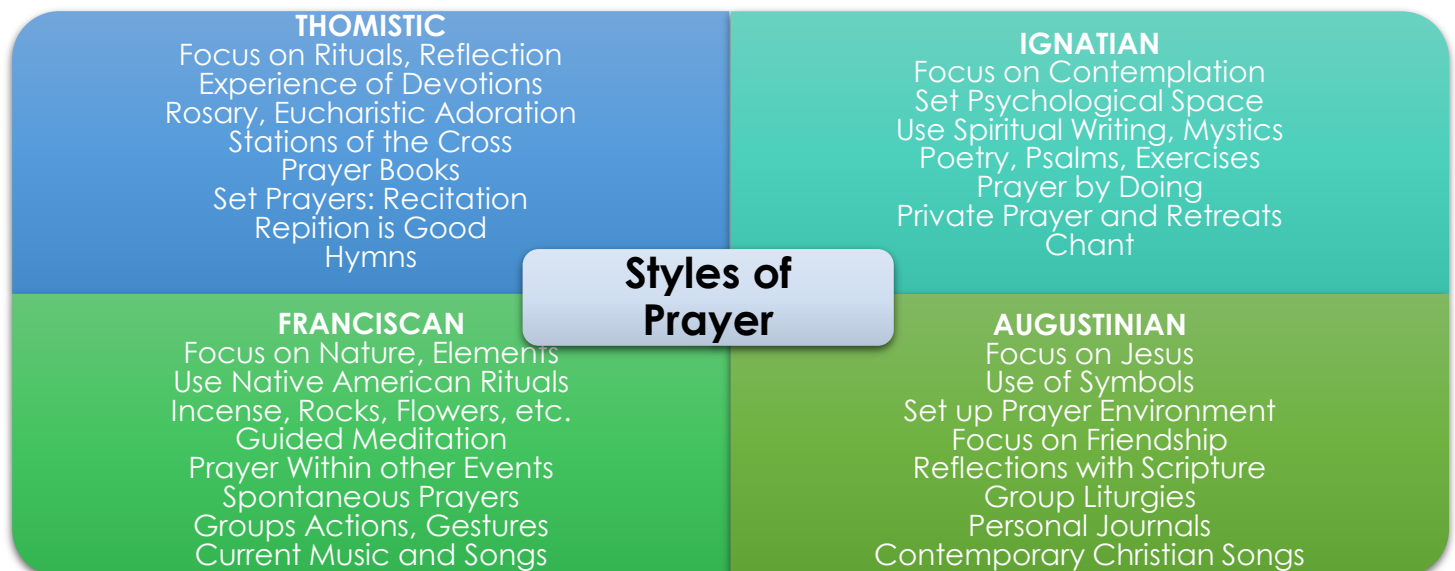 THOMISTIC
Focus on Rituals, Reflection
Experience of Devotions
Rosary, Eucharistic Adoration
Stations of the Cross
Prayer Books
Set Prayers: Recitation
Repition is Good
Hymns
IGNATIAN
Focus on Contemplation
Set Psychological Space
Use Spiritual Writing, Mystics
Poetry, Psalms, Exercises
Prayer by Doing
Private Prayer and Retreats
Chant
Styles of
Prayer
FRANCISCAN
Focus on Nature, Elements
Use Native American Rituals
Incense, Rocks, Flowers, etc.
Guided Meditation
Prayer Within other Events
Spontaneous Prayers
Groups Actions, Gestures
Current Music and Songs
AUGUSTINIAN
Focus on Jesus
Use of Symbols
Set up Prayer Environment
Focus on Friendship
Reflections with Scripture
Group Liturgies
Personal Journals
Contemporary Christian Songs